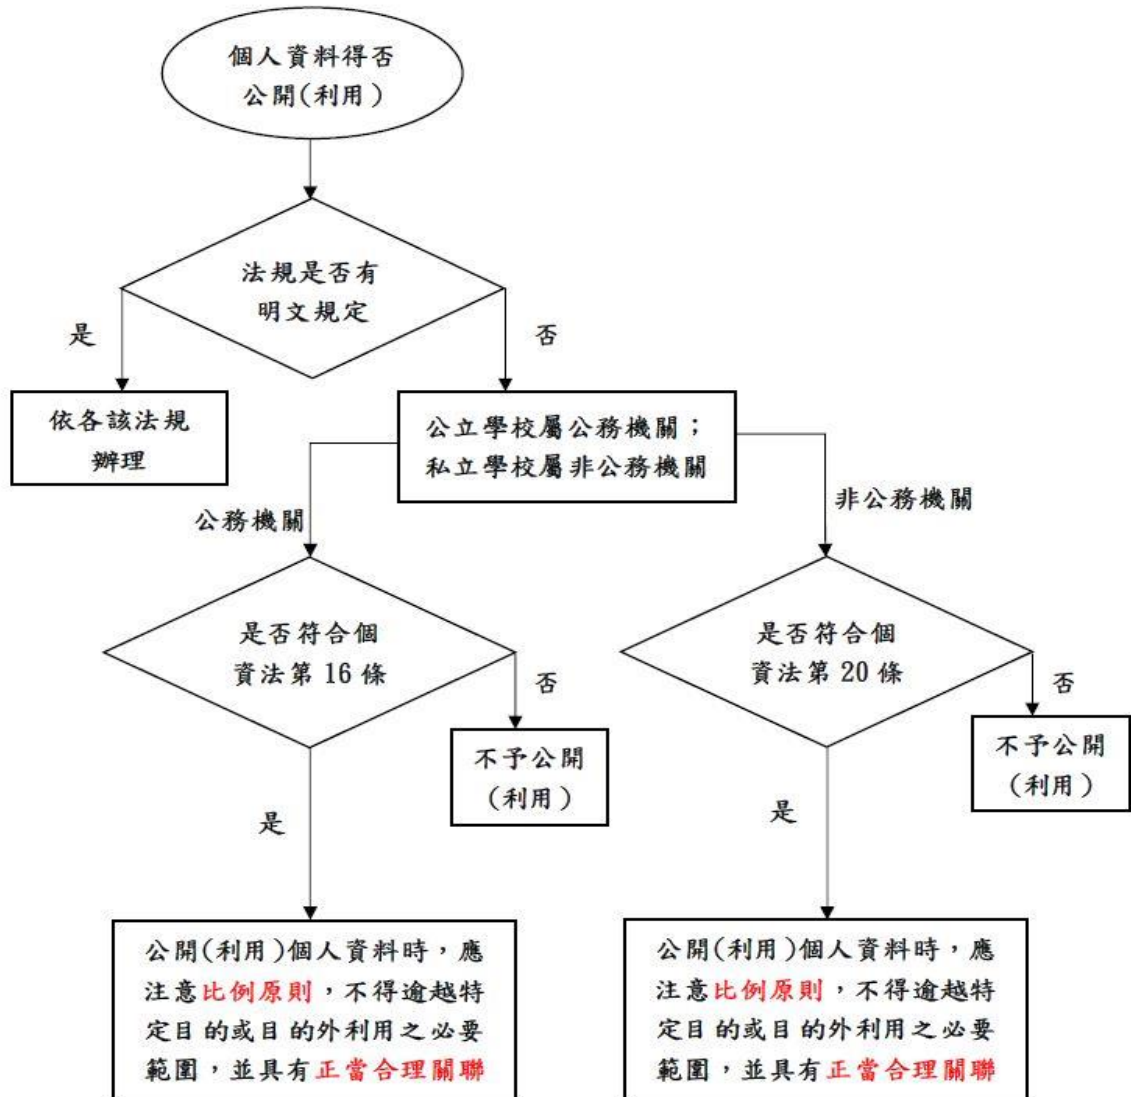 個人資料得否
公開(利用)
法規是否有
明文規定
是
否
依各該法規
辦理
公立學校屬公務機關；
私立學校屬非公務機關
公務機關
非公務機關
是否符合個
資法第 16 條
否
不予公開
(利用)
是
是否符合個
資法第 20 條
否
不予公開
(利用)
是
公開(利用)個人資料時，應
注意比例原則，不得逾越特
定目的或目的外利用之必要
範圍，並具有正當合理關聯
公開(利用)個人資料時，應
注意比例原則，不得逾越特
定目的或目的外利用之必要
範圍，並具有正當合理關聯